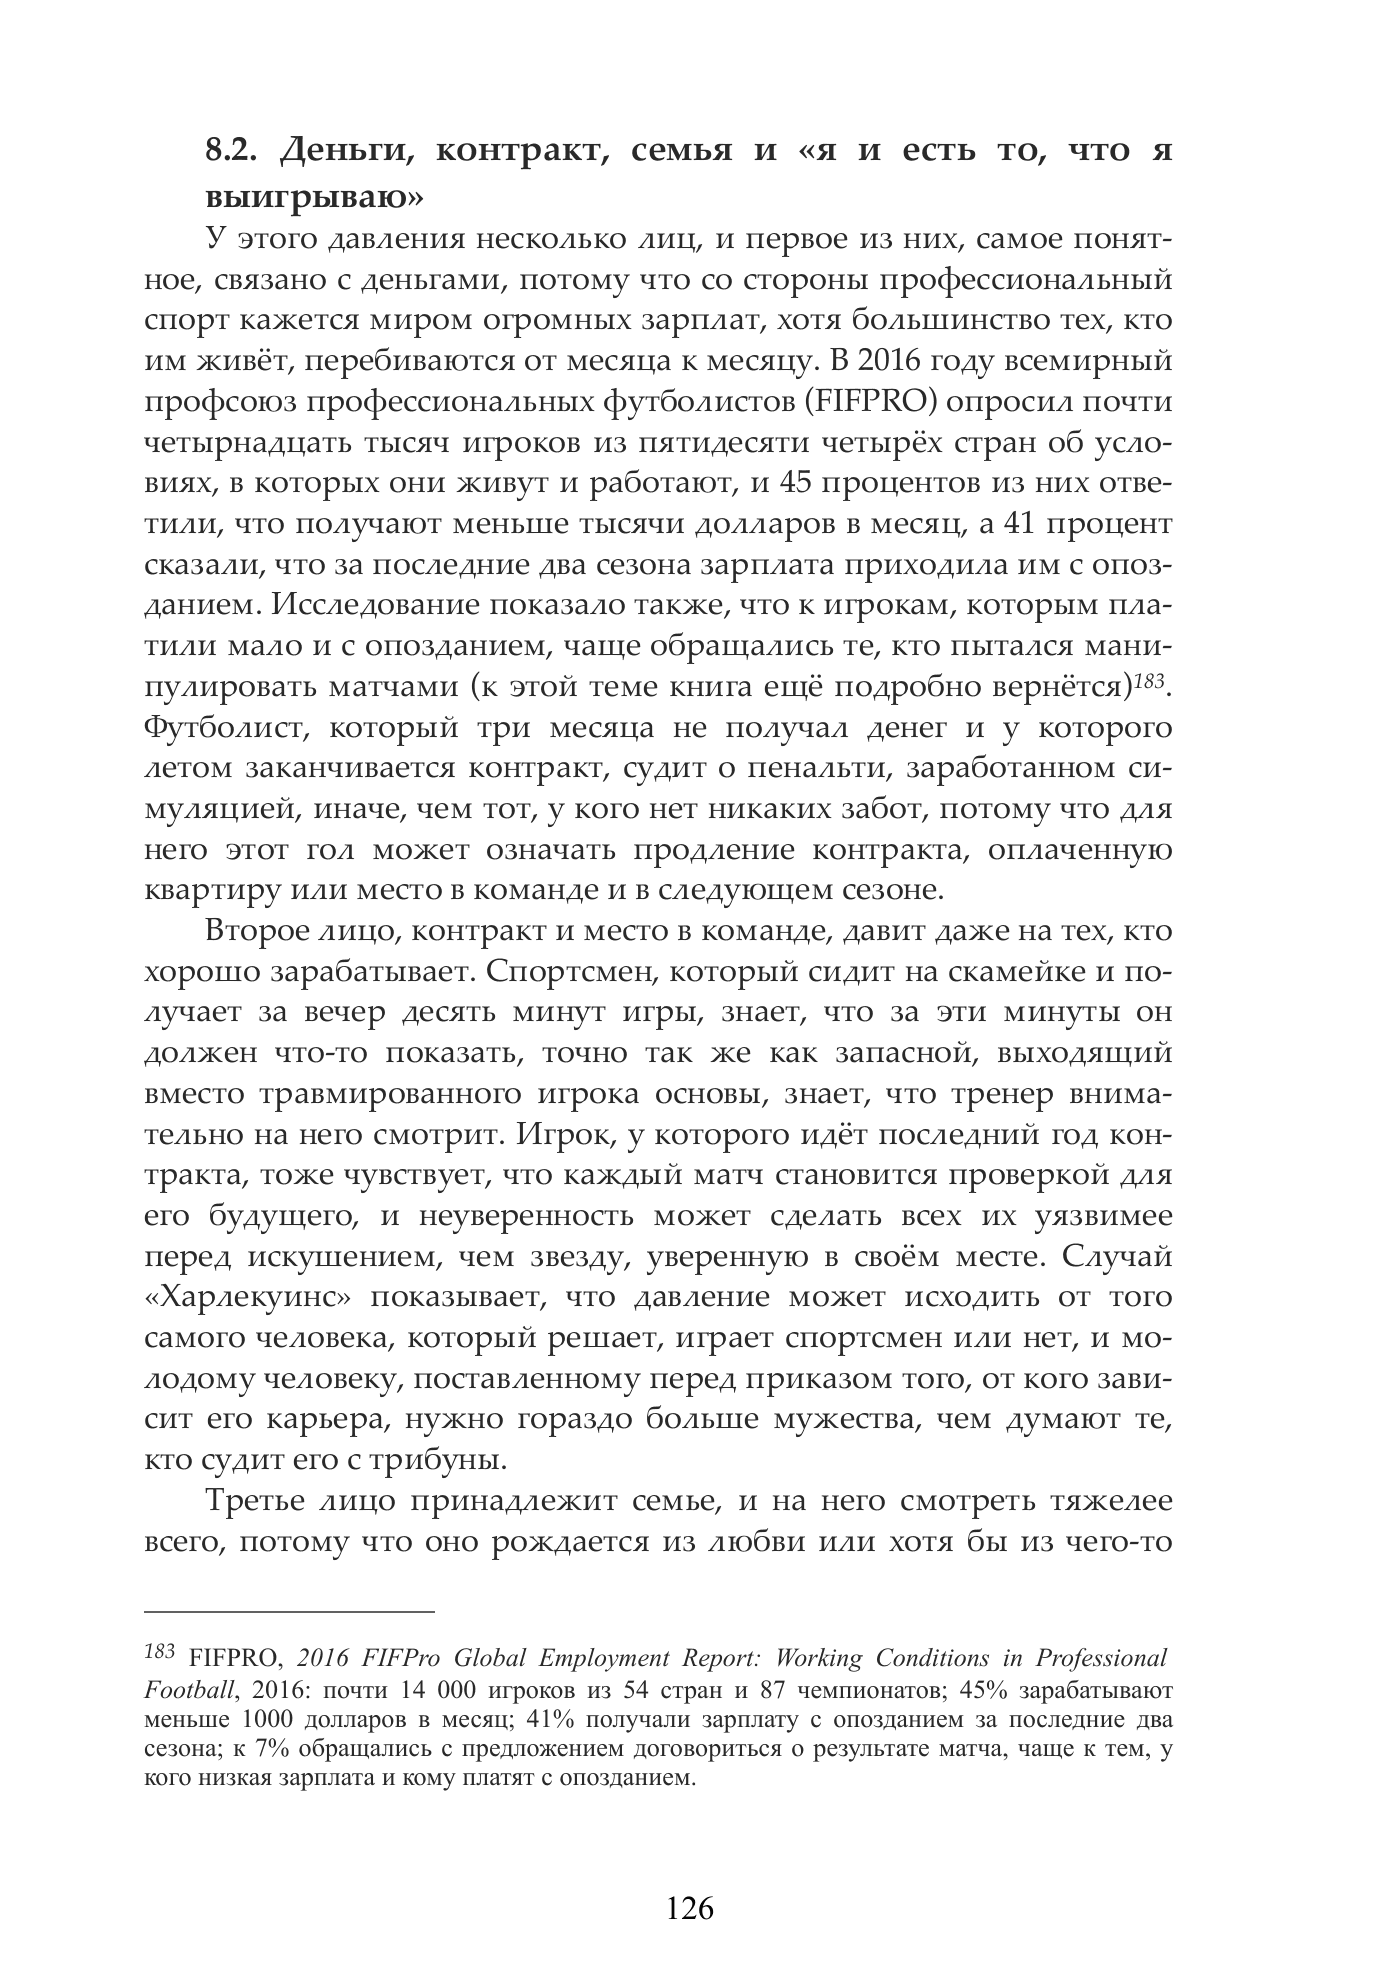 8.2. Деньги, контракт, семья и «я и есть то, что я
выигрываю»
У этого давления несколько лиц, и первое из них, самое понят-
ное, связано с деньгами, потому что со стороны профессиональный
спорт кажется миром огромных зарплат, хотя большинство тех, кто
им живёт, перебиваются от месяца к месяцу. В 2016 году всемирный
профсоюз профессиональных футболистов (FIFPRO) опросил почти
четырнадцать тысяч игроков из пятидесяти четырёх стран об усло-
виях, в которых они живут и работают, и 45 процентов из них отве-
тили, что получают меньше тысячи долларов в месяц, а 41 процент
сказали, что за последние два сезона зарплата приходила им с опоз-
данием. Исследование показало также, что к игрокам, которым пла-
тили мало и с опозданием, чаще обращались те, кто пытался мани-
пулировать матчами (к этой теме книга ещё подробно вернётся)183.
Футболист, который три месяца не получал денег и у которого
летом заканчивается контракт, судит о пенальти, заработанном си-
муляцией, иначе, чем тот, у кого нет никаких забот, потому что для
него этот гол может означать продление контракта, оплаченную
квартиру или место в команде и в следующем сезоне.
Второе лицо, контракт и место в команде, давит даже на тех, кто
хорошо зарабатывает. Спортсмен, который сидит на скамейке и по-
лучает за вечер десять минут игры, знает, что за эти минуты он
должен что-то показать, точно так же как запасной, выходящий
вместо травмированного игрока основы, знает, что тренер внима-
тельно на него смотрит. Игрок, у которого идёт последний год кон-
тракта, тоже чувствует, что каждый матч становится проверкой для
его будущего, и неуверенность может сделать всех их уязвимее
перед искушением, чем звезду, уверенную в своём месте. Случай
«Харлекуинс» показывает, что давление может исходить от того
самого человека, который решает, играет спортсмен или нет, и мо-
лодому человеку, поставленному перед приказом того, от кого зави-
сит его карьера, нужно гораздо больше мужества, чем думают те,
кто судит его с трибуны.
Третье лицо принадлежит семье, и на него смотреть тяжелее
всего, потому что оно рождается из любви или хотя бы из чего-то
183 FIFPRO, 2016 FIFPro Global Employment Report: Working Conditions in Professional
Football, 2016: почти 14 000 игроков из 54 стран и 87 чемпионатов; 45% зарабатывают
меньше 1000 долларов в месяц; 41% получали зарплату с опозданием за последние два
сезона; к 7% обращались с предложением договориться о результате матча, чаще к тем, у
кого низкая зарплата и кому платят с опозданием.
126